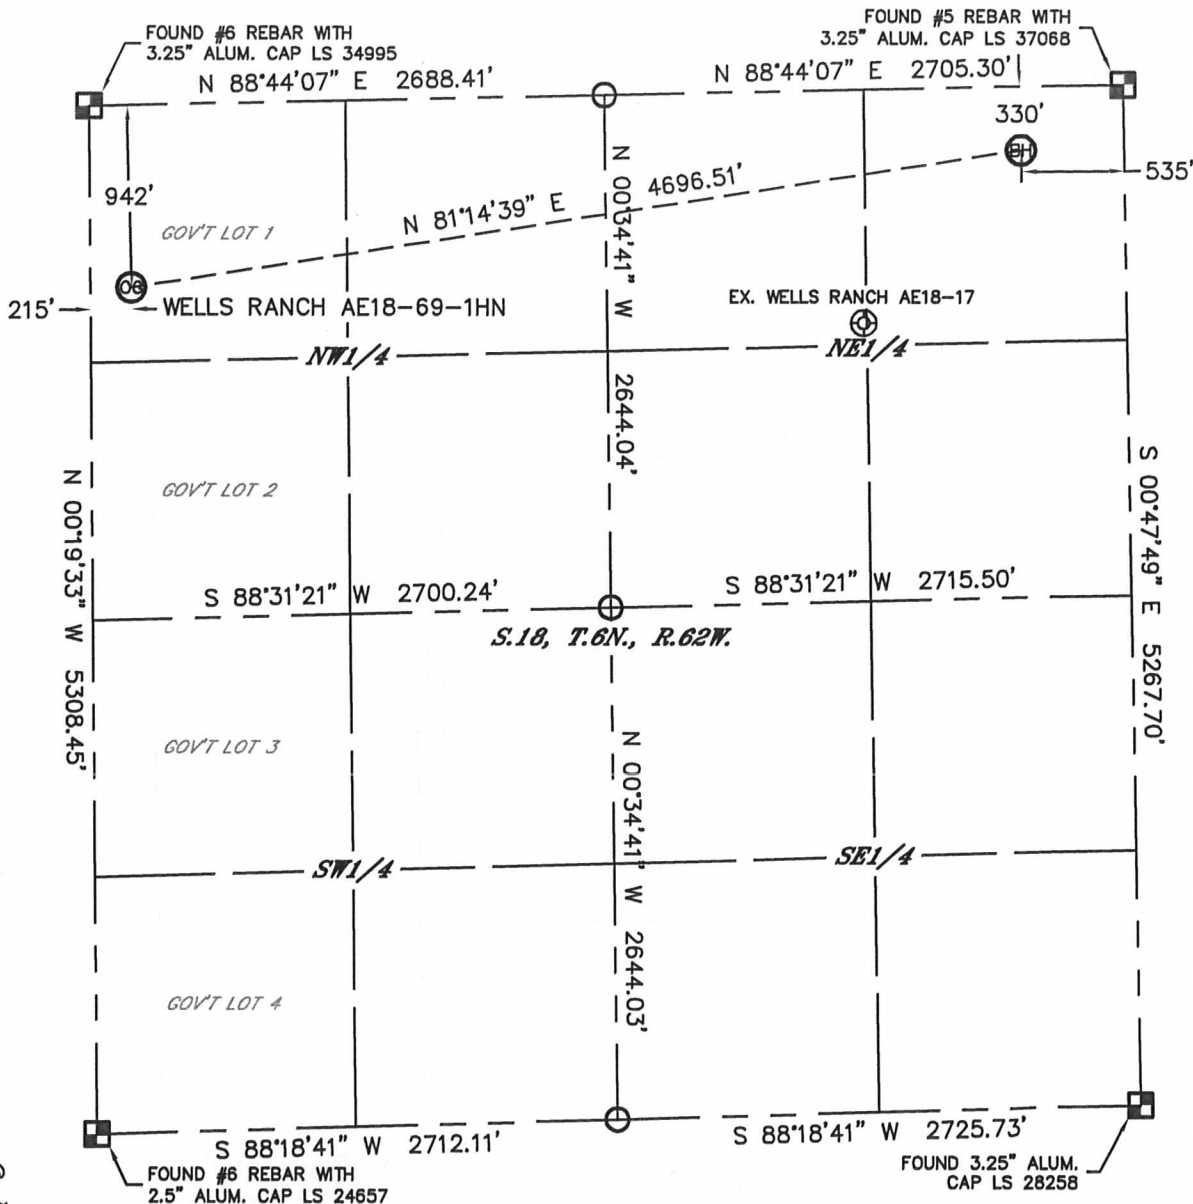 FOUND #6 REBAR WITH
3.25" ALUM. CAP LS 34995
FOUND #5 REBAR WITH
3.25" ALUM. CAP LS 37068
N 88°44'07" E 2688.41'
N 88°44'07" E 2705.30'
330'
BH
535'
942'
GOV'T LOT 1
N 81°14'39" E 4696.51'
N 00°34'41" W 2644.04'
OG
215'
WELLS RANCH AE18-69-1HN
EX. WELLS RANCH AE18-17
NW1/4
NE1/4
GOV'T LOT 2
N 00°19'33" W 5308.45'
S 00°47'49" E 5267.70'
S 88°31'21" W 2700.24'
S 88°31'21" W 2715.50'
S.18, T.6N., R.62W.
GOV'T LOT 3
N 00°34'41" W 2644.03'
SW1/4
SE1/4
GOV'T LOT 4
S 88°18'41" W 2712.11'
S 88°18'41" W 2725.73'
FOUND #6 REBAR WITH
2.5" ALUM. CAP LS 24657
FOUND 3.25" ALUM.
CAP LS 28258